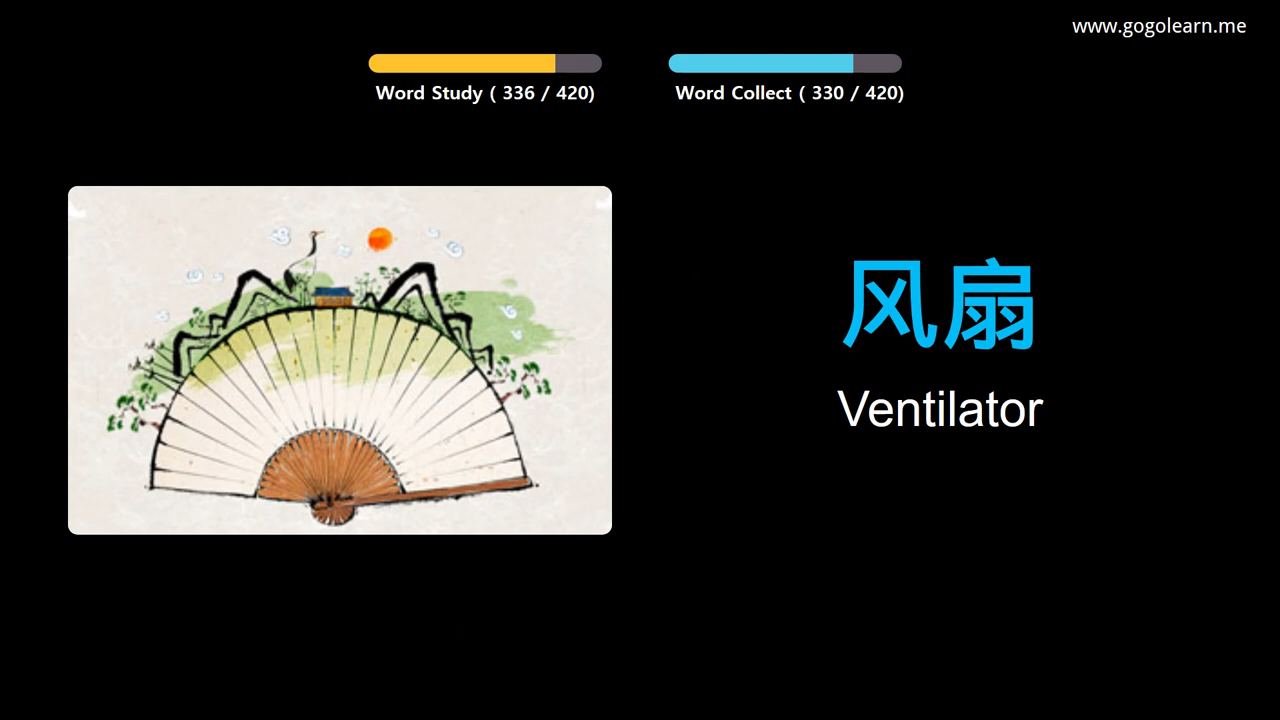 www.gogolearn.me
Word Study ( 336 / 420)
Word Collect ( 330 / 420)
风扇
Ventilator